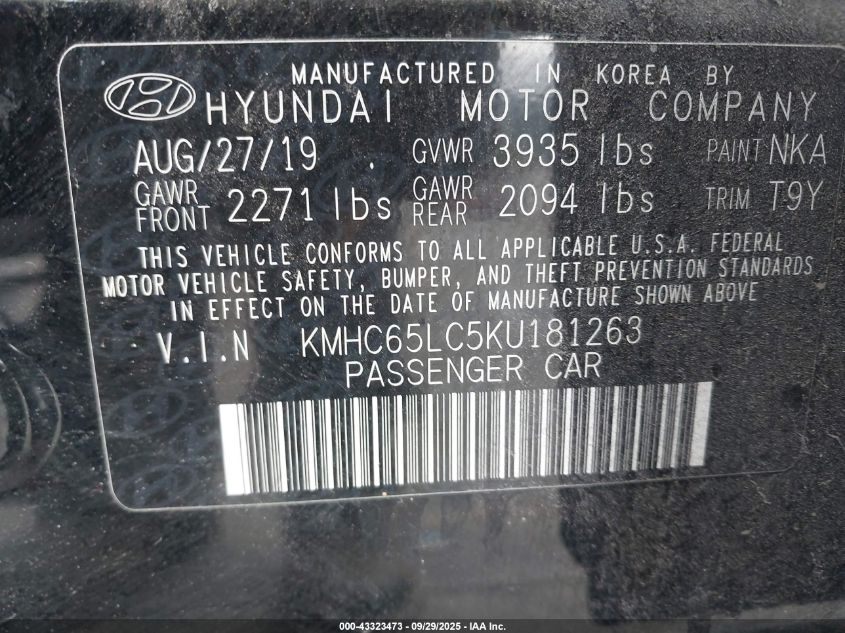 MANUFACTURED IN KOREA BY
HYUNDAI MOTOR COMPANY
AUG/27/19 . GVWR 3935 lbs PAINT NKA
GAWR FRONT 2271 lbs GAWR REAR 2094 lbs TRIM T9Y
THIS VEHICLE CONFORMS TO ALL APPLICABLE U.S.A. FEDERAL
MOTOR VEHICLE SAFETY, BUMPER, AND THEFT PREVENTION STANDARDS
IN EFFECT ON THE DATE OF MANUFACTURE SHOWN ABOVE
V.I.N KMHC65LC5KU181263
PASSENGER CAR
000-43323473 - 09/29/2025 - IAA Inc.